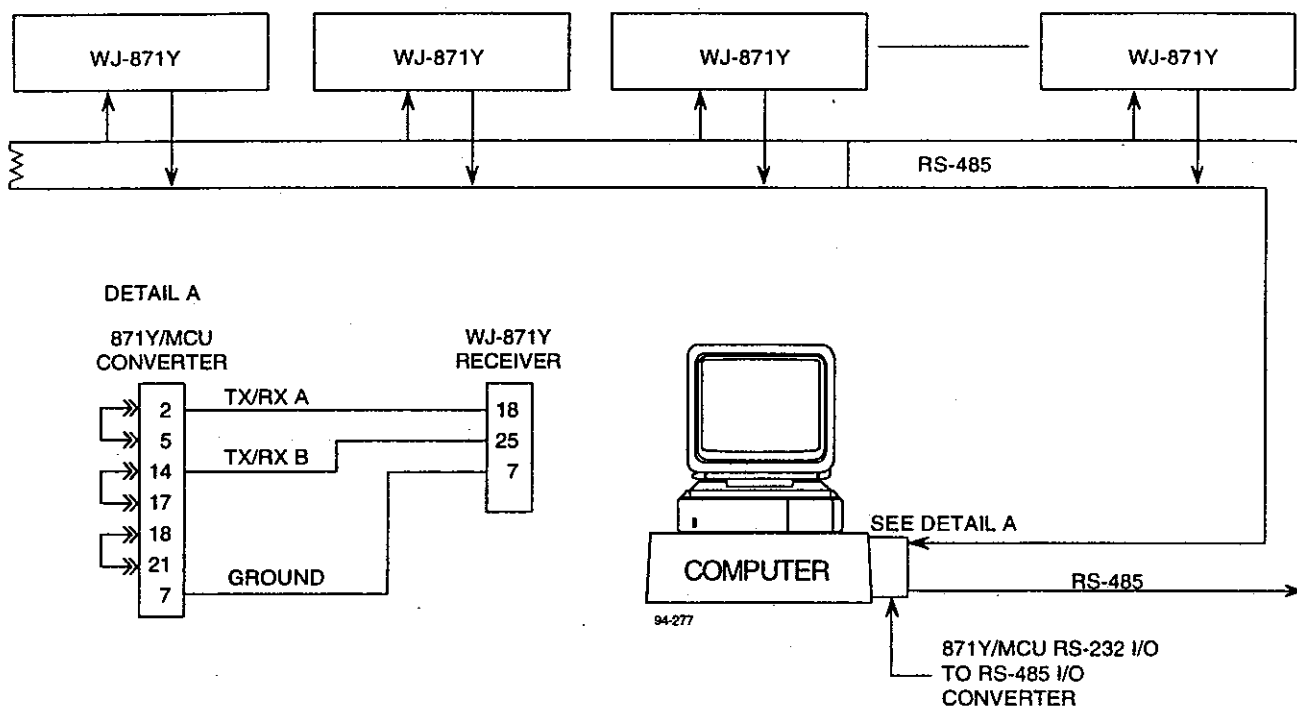 WJ-871Y
WJ-871Y
WJ-871Y
WJ-871Y
RS-485
DETAIL A
871Y/MCU
CONVERTER
WJ-871Y
RECEIVER
2
5
14
17
18
21
7
TX/RX A
TX/RX B
GROUND
18
25
7
SEE DETAIL A
COMPUTER
RS-485
94-277
871Y/MCU RS-232 I/O
TO RS-485 I/O
CONVERTER